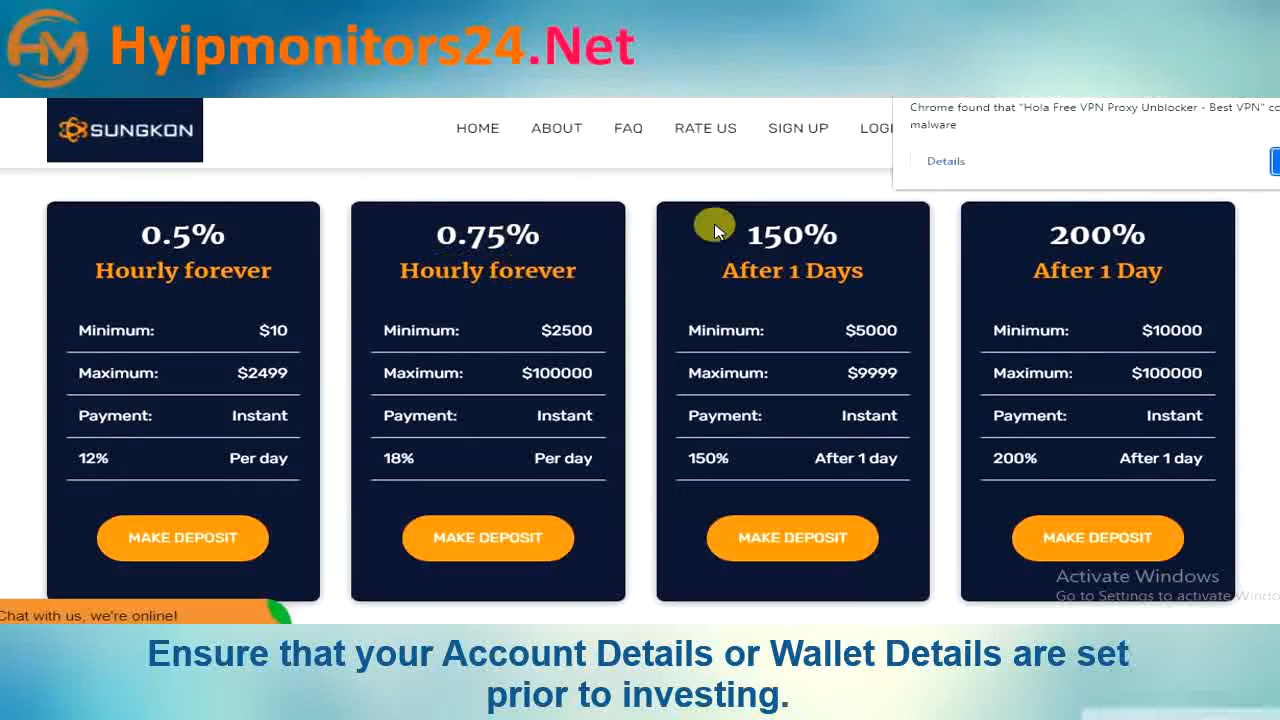 HM Hyipmonitors24.Net
SUNGKON
HOME ABOUT FAQ RATE US SIGN UP
Chrome found that "Hola Free VPN Proxy Unblocker - Best VPN"
malware
Details
0.5%
Hourly forever
Minimum: $10
Maximum: $2499
Payment: Instant
12% Per day
MAKE DEPOSIT
0.75%
Hourly forever
Minimum: $2500
Maximum: $100000
Payment: Instant
18% Per day
MAKE DEPOSIT
150%
After 1 Days
Minimum: $5000
Maximum: $9999
Payment: Instant
150% After 1 day
MAKE DEPOSIT
200%
After 1 Day
Minimum: $10000
Maximum: $100000
Payment: Instant
200% After 1 day
MAKE DEPOSIT
Activate Windows
Go to Settings to activate
Chat with us, we're online!
Ensure that your Account Details or Wallet Details are set
prior to investing.